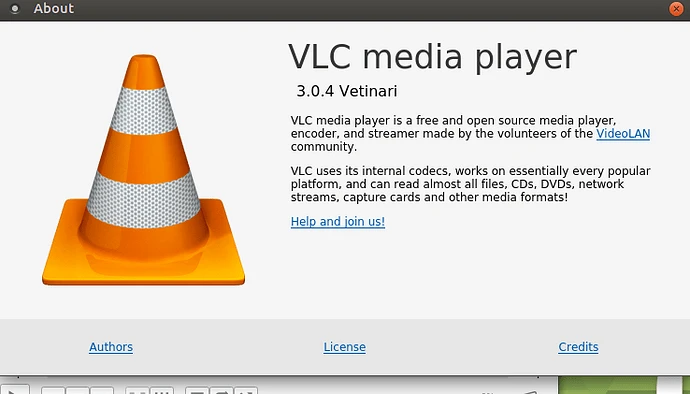 About
VLC media player
3.0.4 Vetinari
VLC media player is a free and open source media player,
encoder, and streamer made by the volunteers of the VideoLAN
community.
VLC uses its internal codecs, works on essentially every popular
platform, and can read almost all files, CDs, DVDs, network
streams, capture cards and other media formats!
Help and join us!
Authors
License
Credits